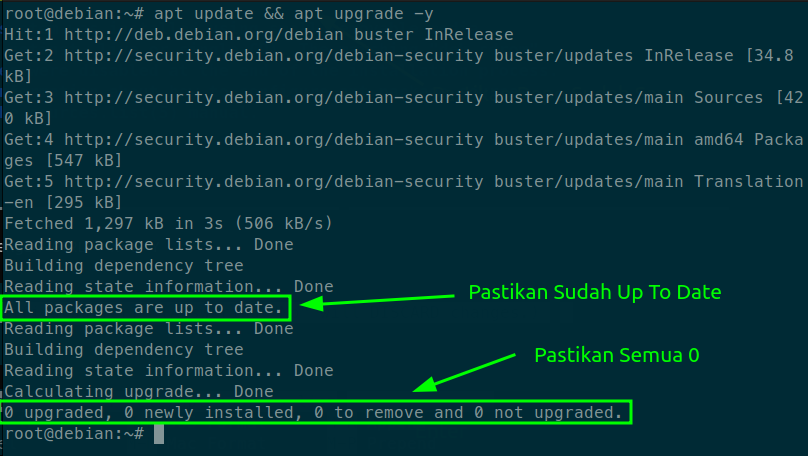 root@debian:~# apt update && apt upgrade -y
Hit:1 http://deb.debian.org/debian buster InRelease
Get:2 http://security.debian.org/debian-security buster/updates InRelease [34.8
kB]
Get:3 http://security.debian.org/debian-security buster/updates/main Sources [42
0 kB]
Get:4 http://security.debian.org/debian-security buster/updates/main amd64 Packa
ges [547 kB]
Get:5 http://security.debian.org/debian-security buster/updates/main Translation
-en [295 kB]
Fetched 1,297 kB in 3s (506 kB/s)
Reading package lists... Done
Building dependency tree
Reading state information... Done
Pastikan Sudah Up To Date
All packages are up to date.
Reading package lists... Done
Building dependency tree
Pastikan Semua 0
Reading state information... Done
Calculating upgrade... Done
0 upgraded, 0 newly installed, 0 to remove and 0 not upgraded.
root@debian:~#